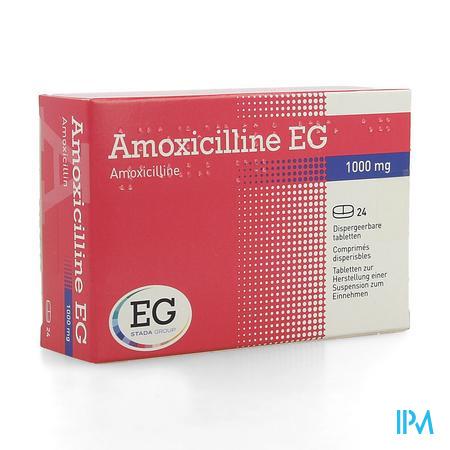 Amoxicilline EG
Amoxicilline
1000 mg
24
Dispergeerbare
tabletten
Comprimés
dispersibles
Tabletten zur
Herstellung einer
Suspension zum
Einnehmen
EG
STADA GROUP
A
Amoxicilline EG
Amoxicillin
1000 mg
24
IPM